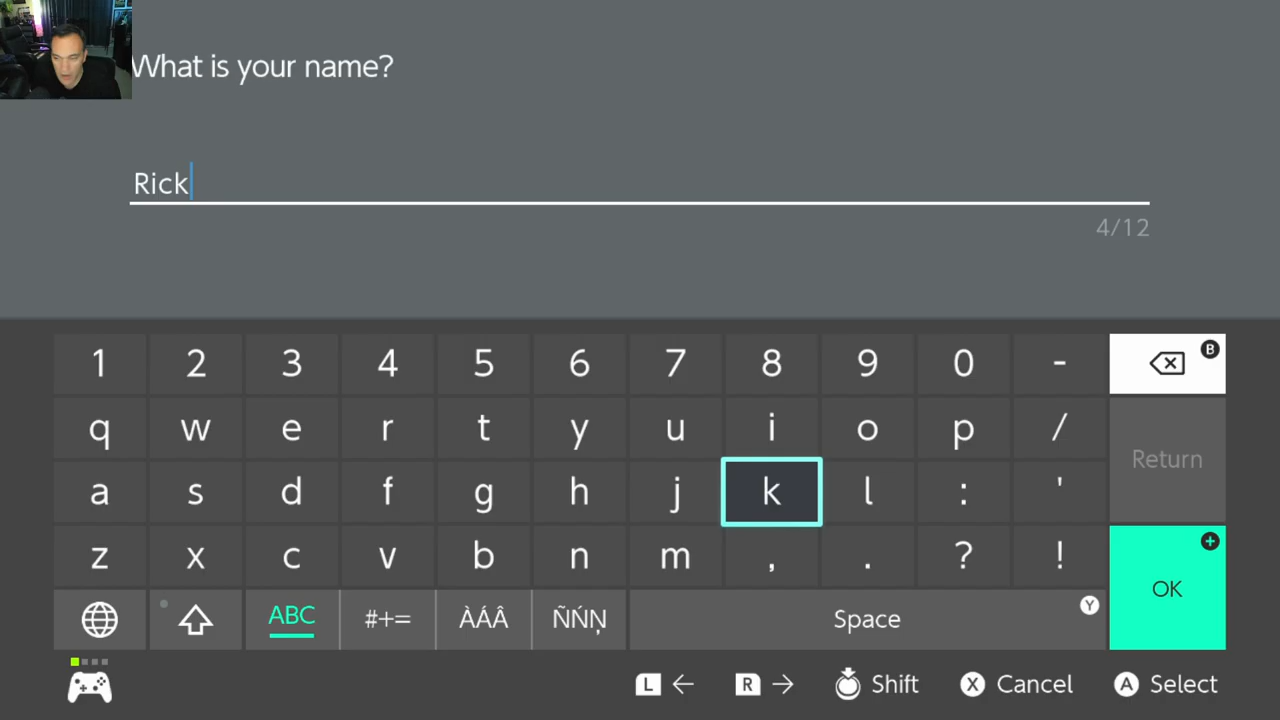 What is your name?
Rick
4/12
1 2 3 4 5 6 7 8 9 0 - B
q w e r t y u i o p /
a s d f g h j k l : ' Return
z x c v b n m , . ? ! +
OK
ABC #+= ÀÁÂ ÑŃŅ Space Y
L ← R → Shift X Cancel A Select